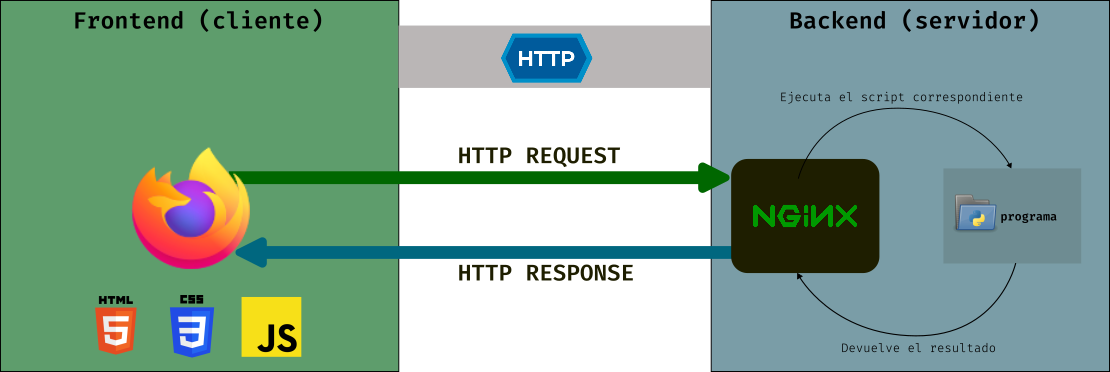 Frontend (cliente)
HTTP
Backend (servidor)
Ejecuta el script correspondiente
HTTP REQUEST
NGiNX
programa
HTTP RESPONSE
HTML
5
CSS
3
JS
Devuelve el resultado